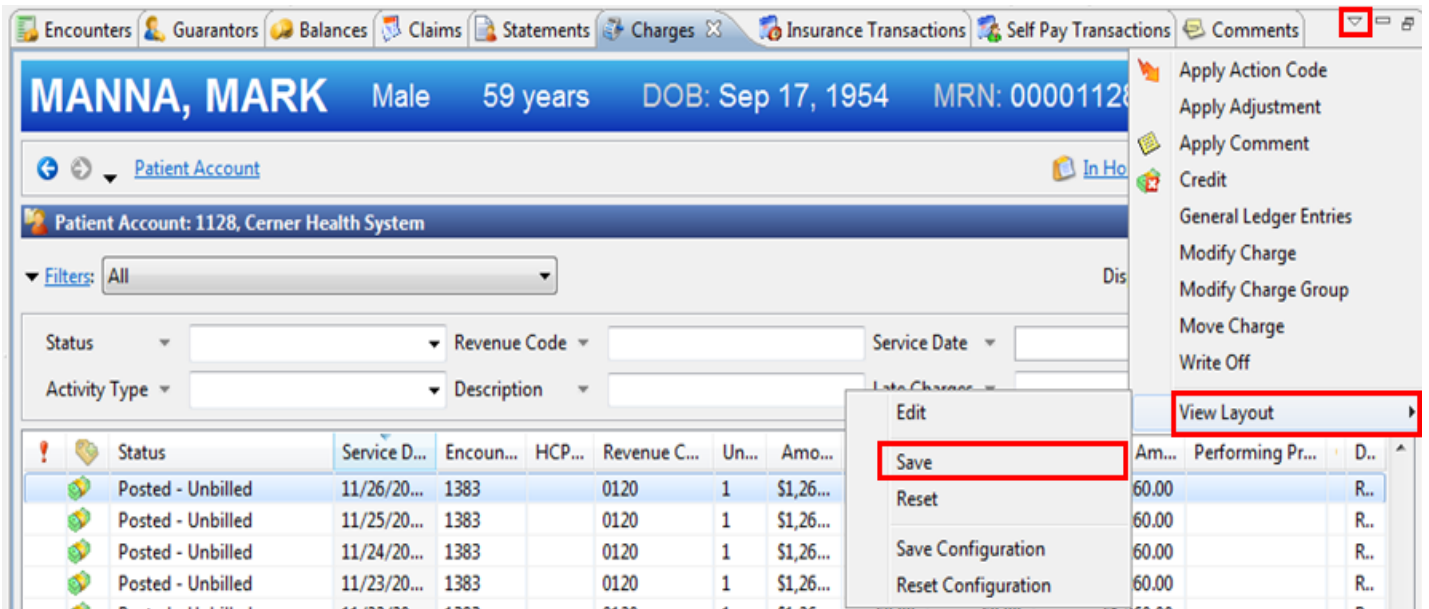 Encounters Guarantors Balances Claims Statements Charges Insurance Transactions Self Pay Transactions Comments
MANNA, MARK Male 59 years DOB: Sep 17, 1954 MRN: 00001128
Apply Action Code
Apply Adjustment
Apply Comment
Credit
General Ledger Entries
Modify Charge
Modify Charge Group
Move Charge
Write Off
View Layout
Patient Account In Ho
Patient Account: 1128, Cerner Health System
Filters: All Dis
Status Revenue Code Service Date
Activity Type Description Late Charges
Edit
Save
Reset
Save Configuration
Reset Configuration
! Status Service D... Encoun... HCP... Revenue C... Un... Amo... Am... Performing Pr... D..
Posted - Unbilled 11/26/20... 1383 0120 1 $1,26... 60.00 R..
Posted - Unbilled 11/25/20... 1383 0120 1 $1,26... 60.00 R..
Posted - Unbilled 11/24/20... 1383 0120 1 $1,26... 60.00 R..
Posted - Unbilled 11/23/20... 1383 0120 1 $1,26... 60.00 R..